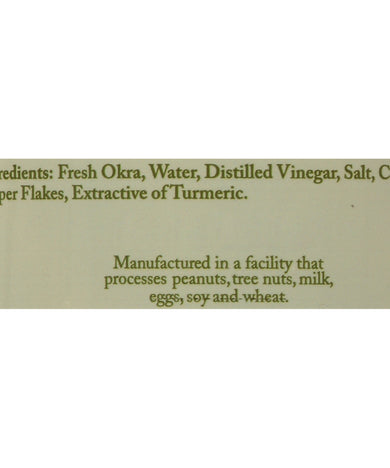 redients: Fresh Okra, Water, Distilled Vinegar, Salt, C
per Flakes, Extractive of Turmeric.
Manufactured in a facility that
processes peanuts, tree nuts, milk,
eggs, soy and wheat.